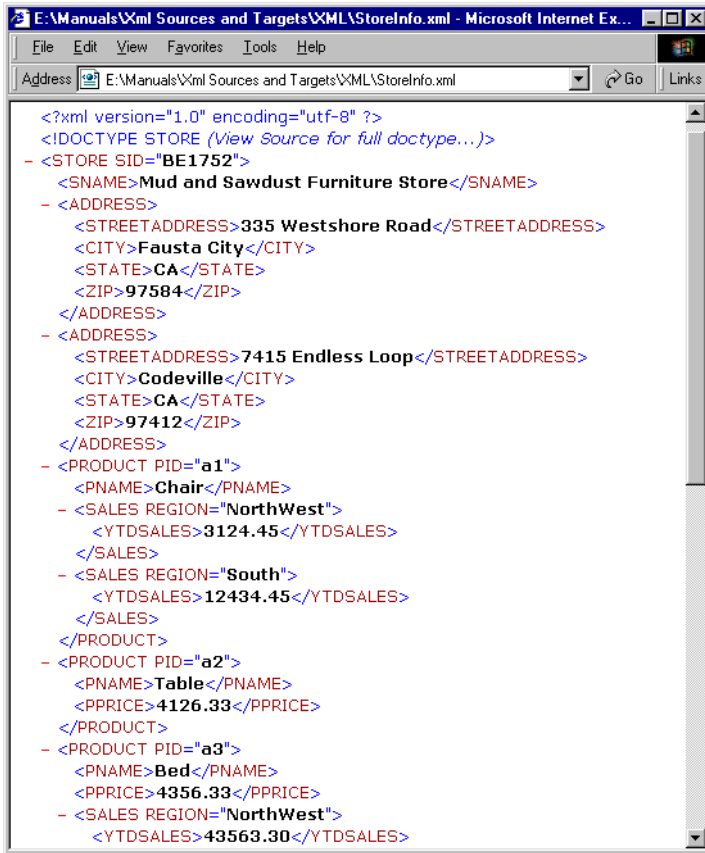 E:\Manuals\Xml Sources and Targets\XML\StoreInfo.xml - Microsoft Internet Ex...
File Edit View Favorites Tools Help
Address E:\Manuals\Xml Sources and Targets\XML\StoreInfo.xml Go Links
<?xml version="1.0" encoding="utf-8" ?>
<!DOCTYPE STORE (View Source for full doctype...)>
- <STORE SID="BE1752">
<SNAME>Mud and Sawdust Furniture Store</SNAME>
- <ADDRESS>
<STREETADDRESS>335 Westshore Road</STREETADDRESS>
<CITY>Fausta City</CITY>
<STATE>CA</STATE>
<ZIP>97584</ZIP>
</ADDRESS>
- <ADDRESS>
<STREETADDRESS>7415 Endless Loop</STREETADDRESS>
<CITY>Codeville</CITY>
<STATE>CA</STATE>
<ZIP>97412</ZIP>
</ADDRESS>
- <PRODUCT PID="a1">
<PNAME>Chair</PNAME>
- <SALES REGION="NorthWest">
<YTDSALES>3124.45</YTDSALES>
</SALES>
- <SALES REGION="South">
<YTDSALES>12434.45</YTDSALES>
</SALES>
</PRODUCT>
- <PRODUCT PID="a2">
<PNAME>Table</PNAME>
<PPRICE>4126.33</PPRICE>
</PRODUCT>
- <PRODUCT PID="a3">
<PNAME>Bed</PNAME>
<PPRICE>4356.33</PPRICE>
- <SALES REGION="NorthWest">
<YTDSALES>43563.30</YTDSALES>